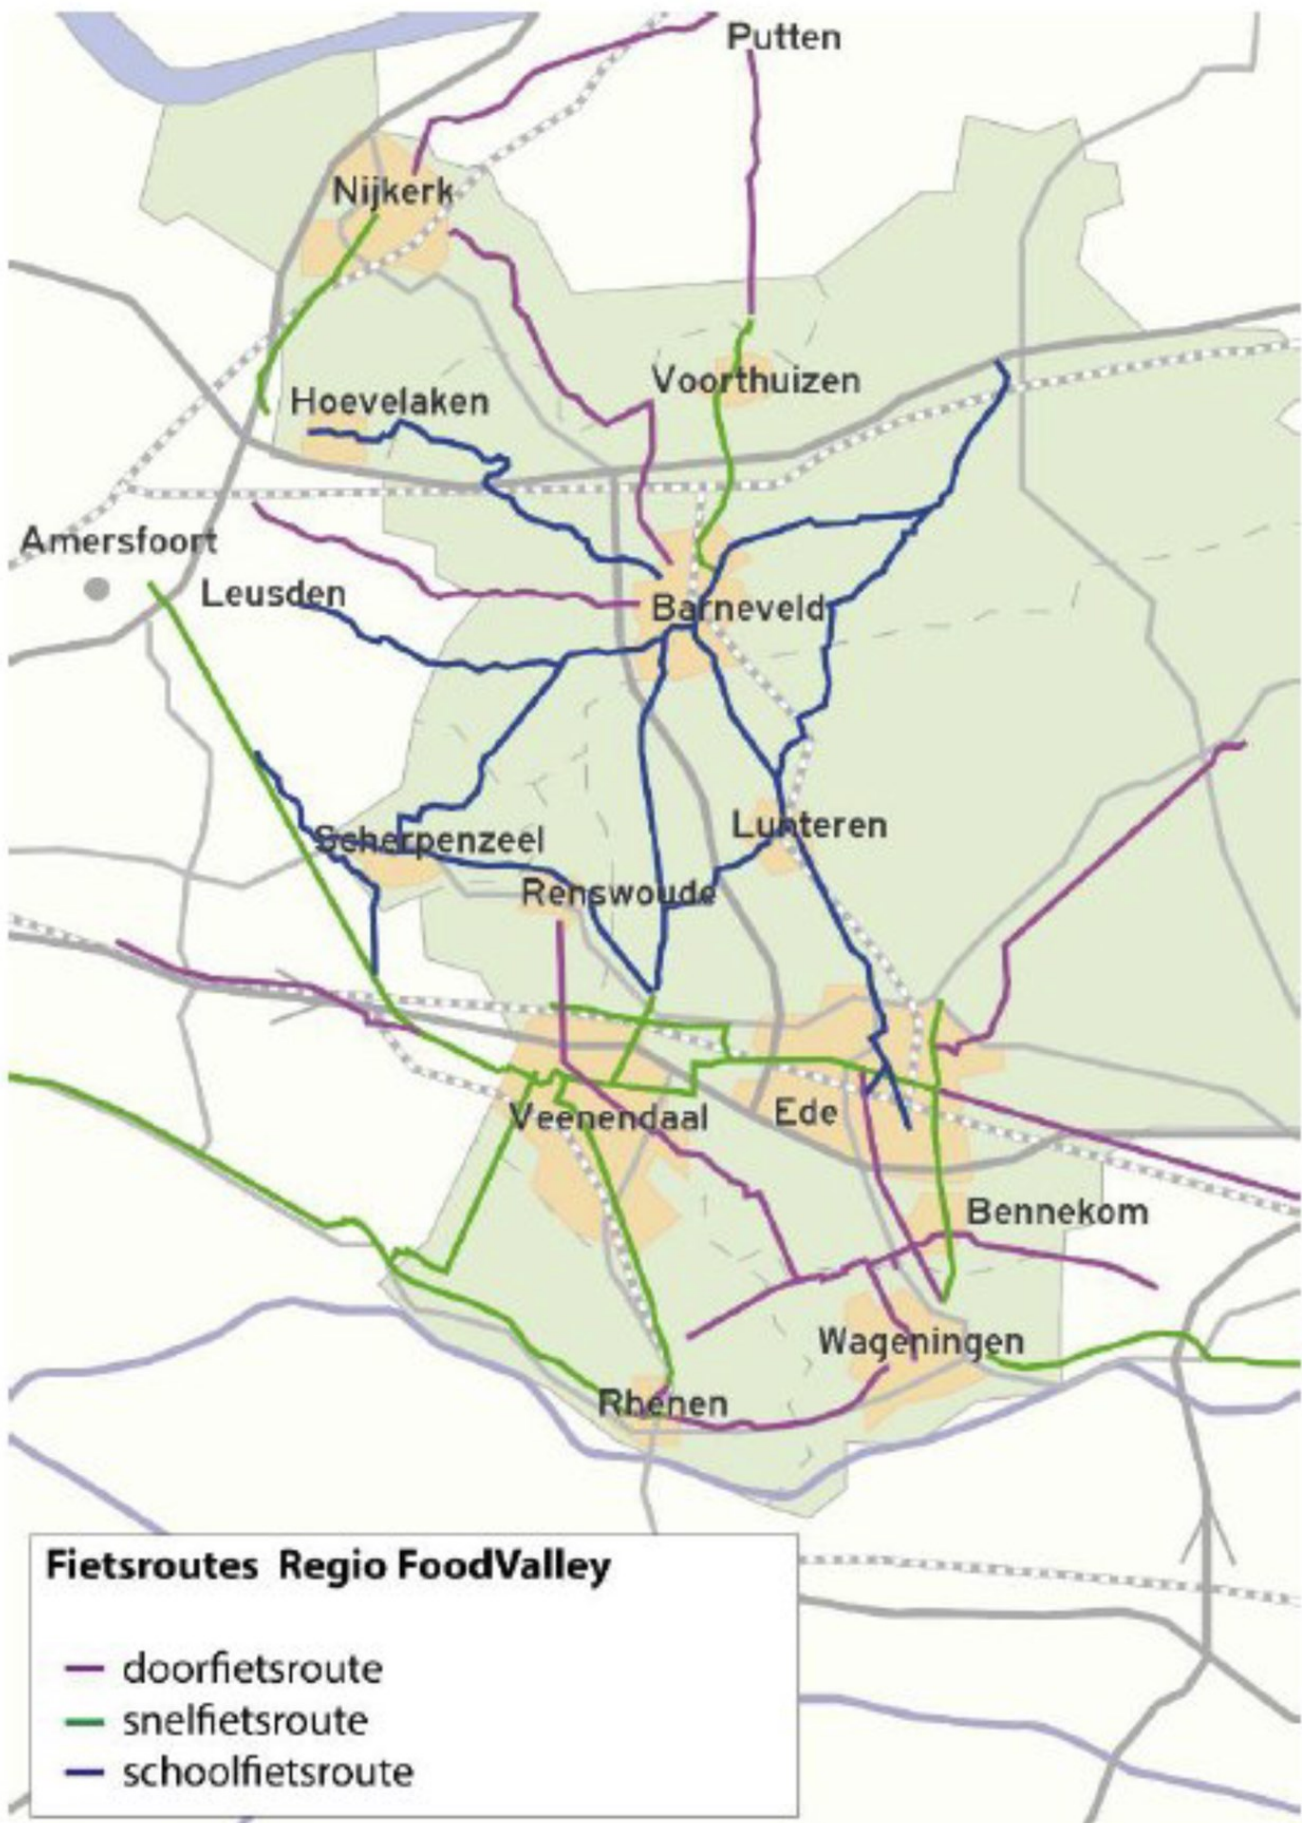 Putten
Nijkerk
Voorthuizen
Hoevelaken
Amersfoort
Leusden
Barneveld
Lunteren
Scherpenzeel
Renswoude
Veenendaal
Ede
Bennekom
Wageningen
Rhenen
Fietsroutes Regio FoodValley
doorfietsroute
snelfietsroute
schoolfietsroute